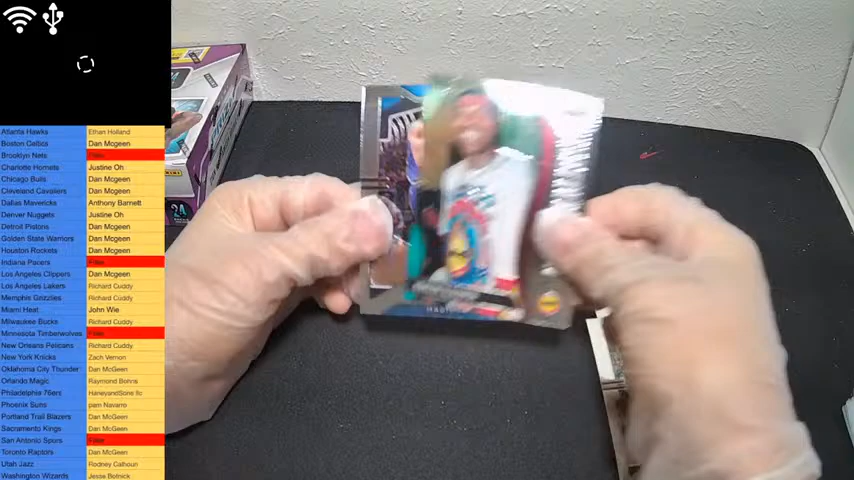 Atlanta Hawks Ethan Holland
Boston Celtics Dan Mcgeen
Brooklyn Nets Filler
Charlotte Hornets Justine Oh
Chicago Bulls Dan Mcgeen
Cleveland Cavaliers Dan Mcgeen
Dallas Mavericks Anthony Barnett
Denver Nuggets Justine Oh
Detroit Pistons Dan Mcgeen
Golden State Warriors Dan Mcgeen
Houston Rockets Dan Mcgeen
Indiana Pacers Filler
Los Angeles Clippers Dan Mcgeen
Los Angeles Lakers Richard Cuddy
Memphis Grizzlies Richard Cuddy
Miami Heat John Wie
Milwaukee Bucks Richard Cuddy
Minnesota Timberwolves Filler
New Orleans Pelicans Richard Cuddy
New York Knicks Zach Vernon
Oklahoma City Thunder Dan McGeen
Orlando Magic Raymond Bohns
Philadelphia 76ers HaneyandSone llc
Phoenix Suns pam Navarro
Portland Trail Blazers Dan McGeen
Sacramento Kings Dan McGeen
San Antonio Spurs Filler
Toronto Raptors Dan McGeen
Utah Jazz Rodney Calhoun
Washington Wizards Jesse Botnick
24